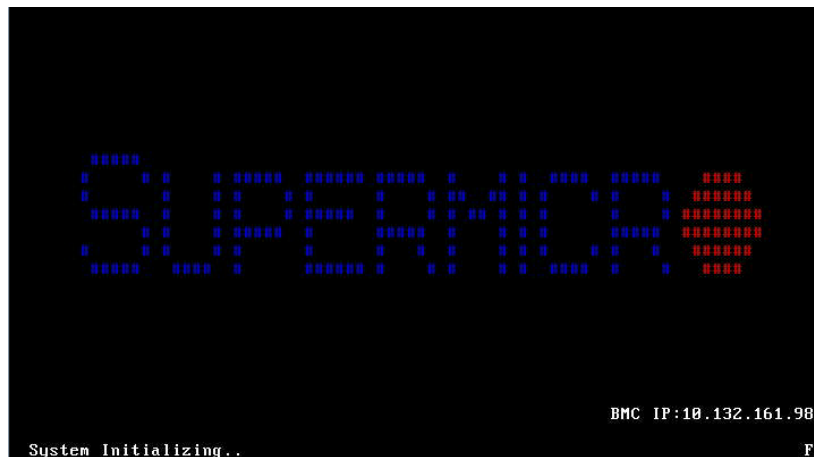 SUPERMICRO
BMC IP:10.132.161.98
System Initializing..
F